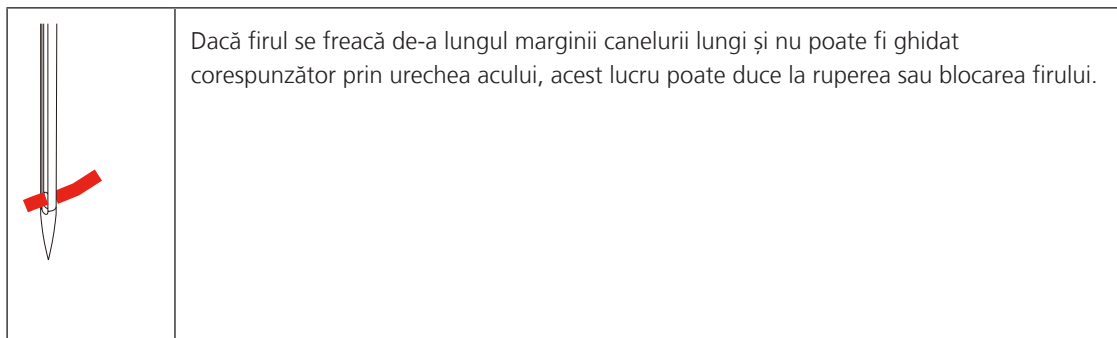 Dacă firul se freacă de-a lungul marginii canelurii lungi și nu poate fi ghidat
corespunzător prin urechea acului, acest lucru poate duce la ruperea sau blocarea firului.